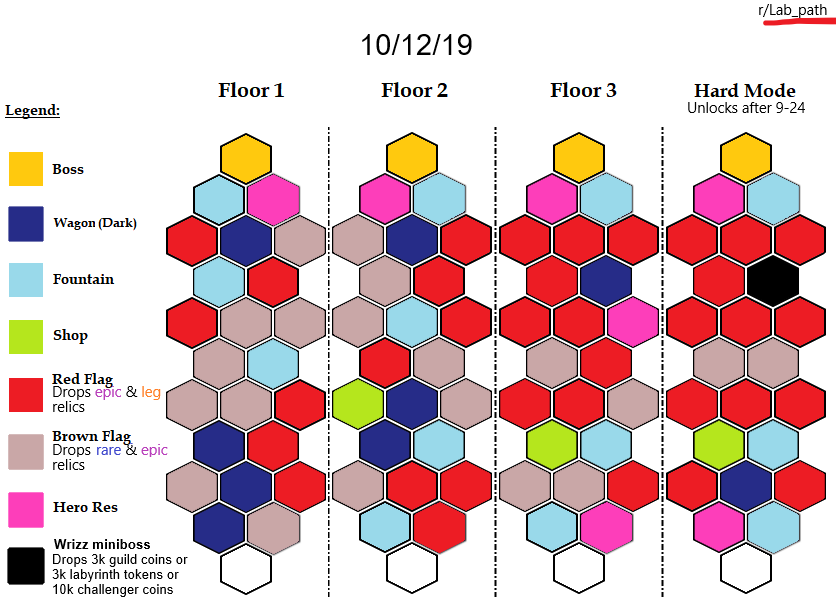 r/Lab_path
10/12/19
Floor 1
Floor 2
Floor 3
Hard Mode
Unlocks after 9-24
Legend:
Boss
Wagon (Dark)
Fountain
Shop
Red Flag
Drops epic & leg
relics
Brown Flag
Drops rare & epic
relics
Hero Res
Wrizz miniboss
Drops 3k guild coins or
3k labyrinth tokens or
10k challenger coins